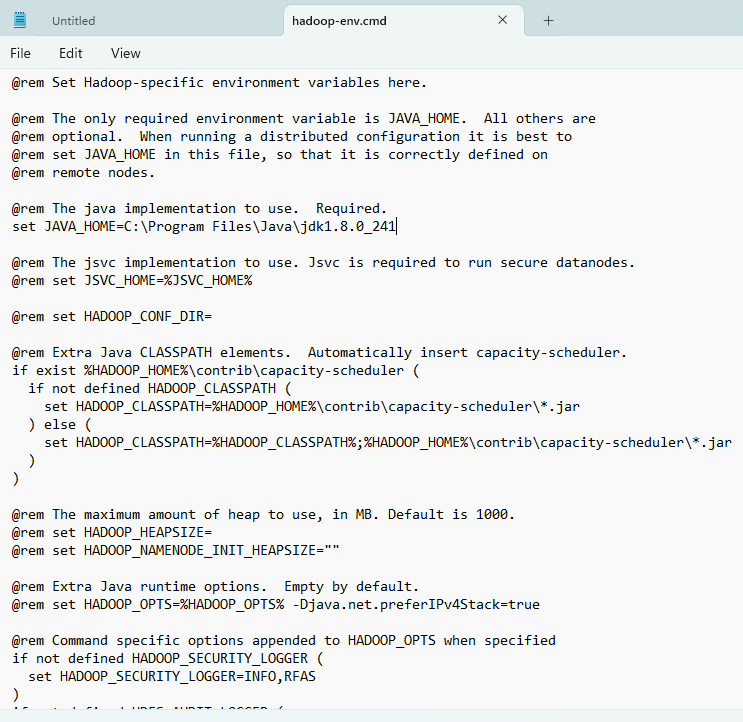 Untitled
hadoop-env.cmd
File Edit View
@rem Set Hadoop-specific environment variables here.
@rem The only required environment variable is JAVA_HOME.  All others are
@rem optional.  When running a distributed configuration it is best to
@rem set JAVA_HOME in this file, so that it is correctly defined on
@rem remote nodes.
@rem The java implementation to use.  Required.
set JAVA_HOME=C:\Program Files\Java\jdk1.8.0_241
@rem The jsvc implementation to use. Jsvc is required to run secure datanodes.
@rem set JSVC_HOME=%JSVC_HOME%
@rem set HADOOP_CONF_DIR=
@rem Extra Java CLASSPATH elements.  Automatically insert capacity-scheduler.
if exist %HADOOP_HOME%\contrib\capacity-scheduler (
  if not defined HADOOP_CLASSPATH (
    set HADOOP_CLASSPATH=%HADOOP_HOME%\contrib\capacity-scheduler\*.jar
  ) else (
    set HADOOP_CLASSPATH=%HADOOP_CLASSPATH%;%HADOOP_HOME%\contrib\capacity-scheduler\*.jar
  )
)
@rem The maximum amount of heap to use, in MB. Default is 1000.
@rem set HADOOP_HEAPSIZE=
@rem set HADOOP_NAMENODE_INIT_HEAPSIZE=""
@rem Extra Java runtime options.  Empty by default.
@rem set HADOOP_OPTS=%HADOOP_OPTS% -Djava.net.preferIPv4Stack=true
@rem Command specific options appended to HADOOP_OPTS when specified
if not defined HADOOP_SECURITY_LOGGER (
  set HADOOP_SECURITY_LOGGER=INFO,RFAS
)